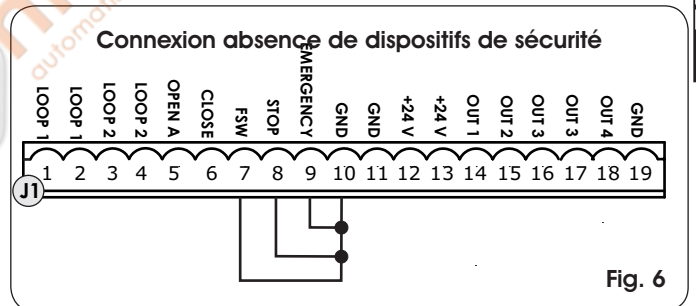 automat
Connexion absence de dispositifs de sécurité
LOOP 1 LOOP 1 LOOP 2 LOOP 2 OPEN A CLOSE FSW STOP EMERGENCY GND GND +24 V +24 V OUT 1 OUT 2 OUT 3 OUT 3 OUT 4 GND
1 2 3 4 5 6 7 8 9 10 11 12 13 14 15 16 17 18 19
J1
Fig. 6